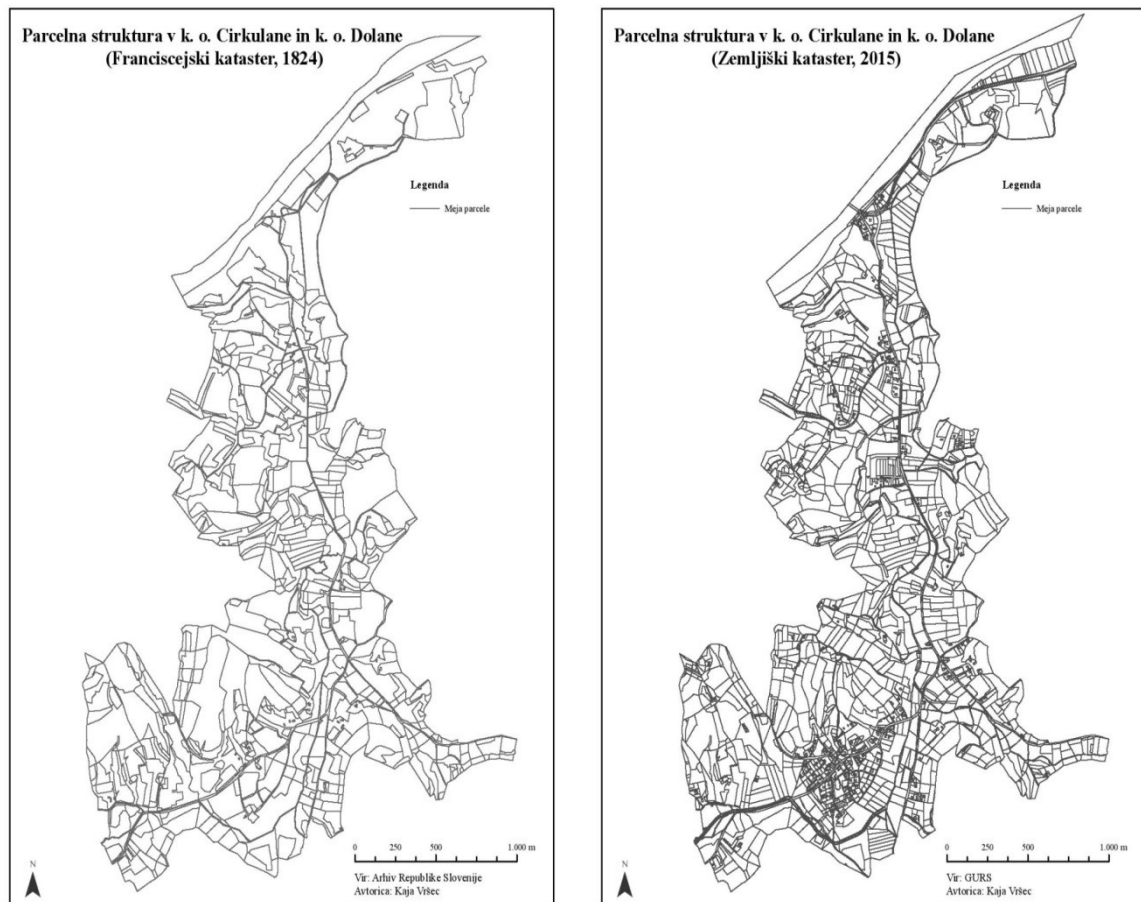 Parcelna struktura v k. o. Cirkulane in k. o. Dolane
(Franciscejski kataster, 1824)
Legenda
Meja parcele
0 250 500 1.000 m
N
Vir: Arhiv Republike Slovenije
Avtorica: Kaja Vršec
Parcelna struktura v k. o. Cirkulane in k. o. Dolane
(Zemljiški kataster, 2015)
Legenda
Meja parcele
0 250 500 1.000 m
N
Vir: GURS
Avtorica: Kaja Vršec